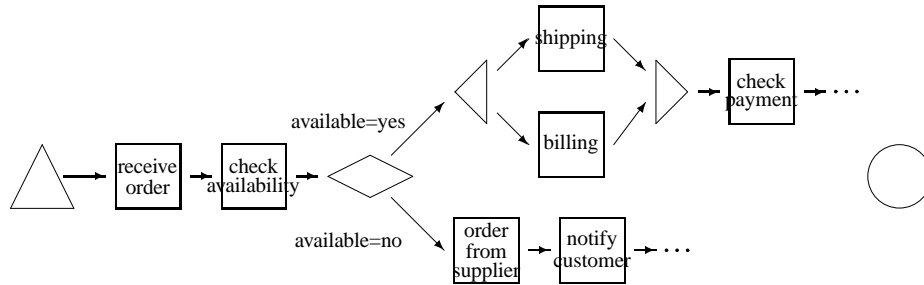 shipping
check
payment
...
available=yes
billing
receive
order
check
availability
available=no
order
from
supplier
notify
customer
...